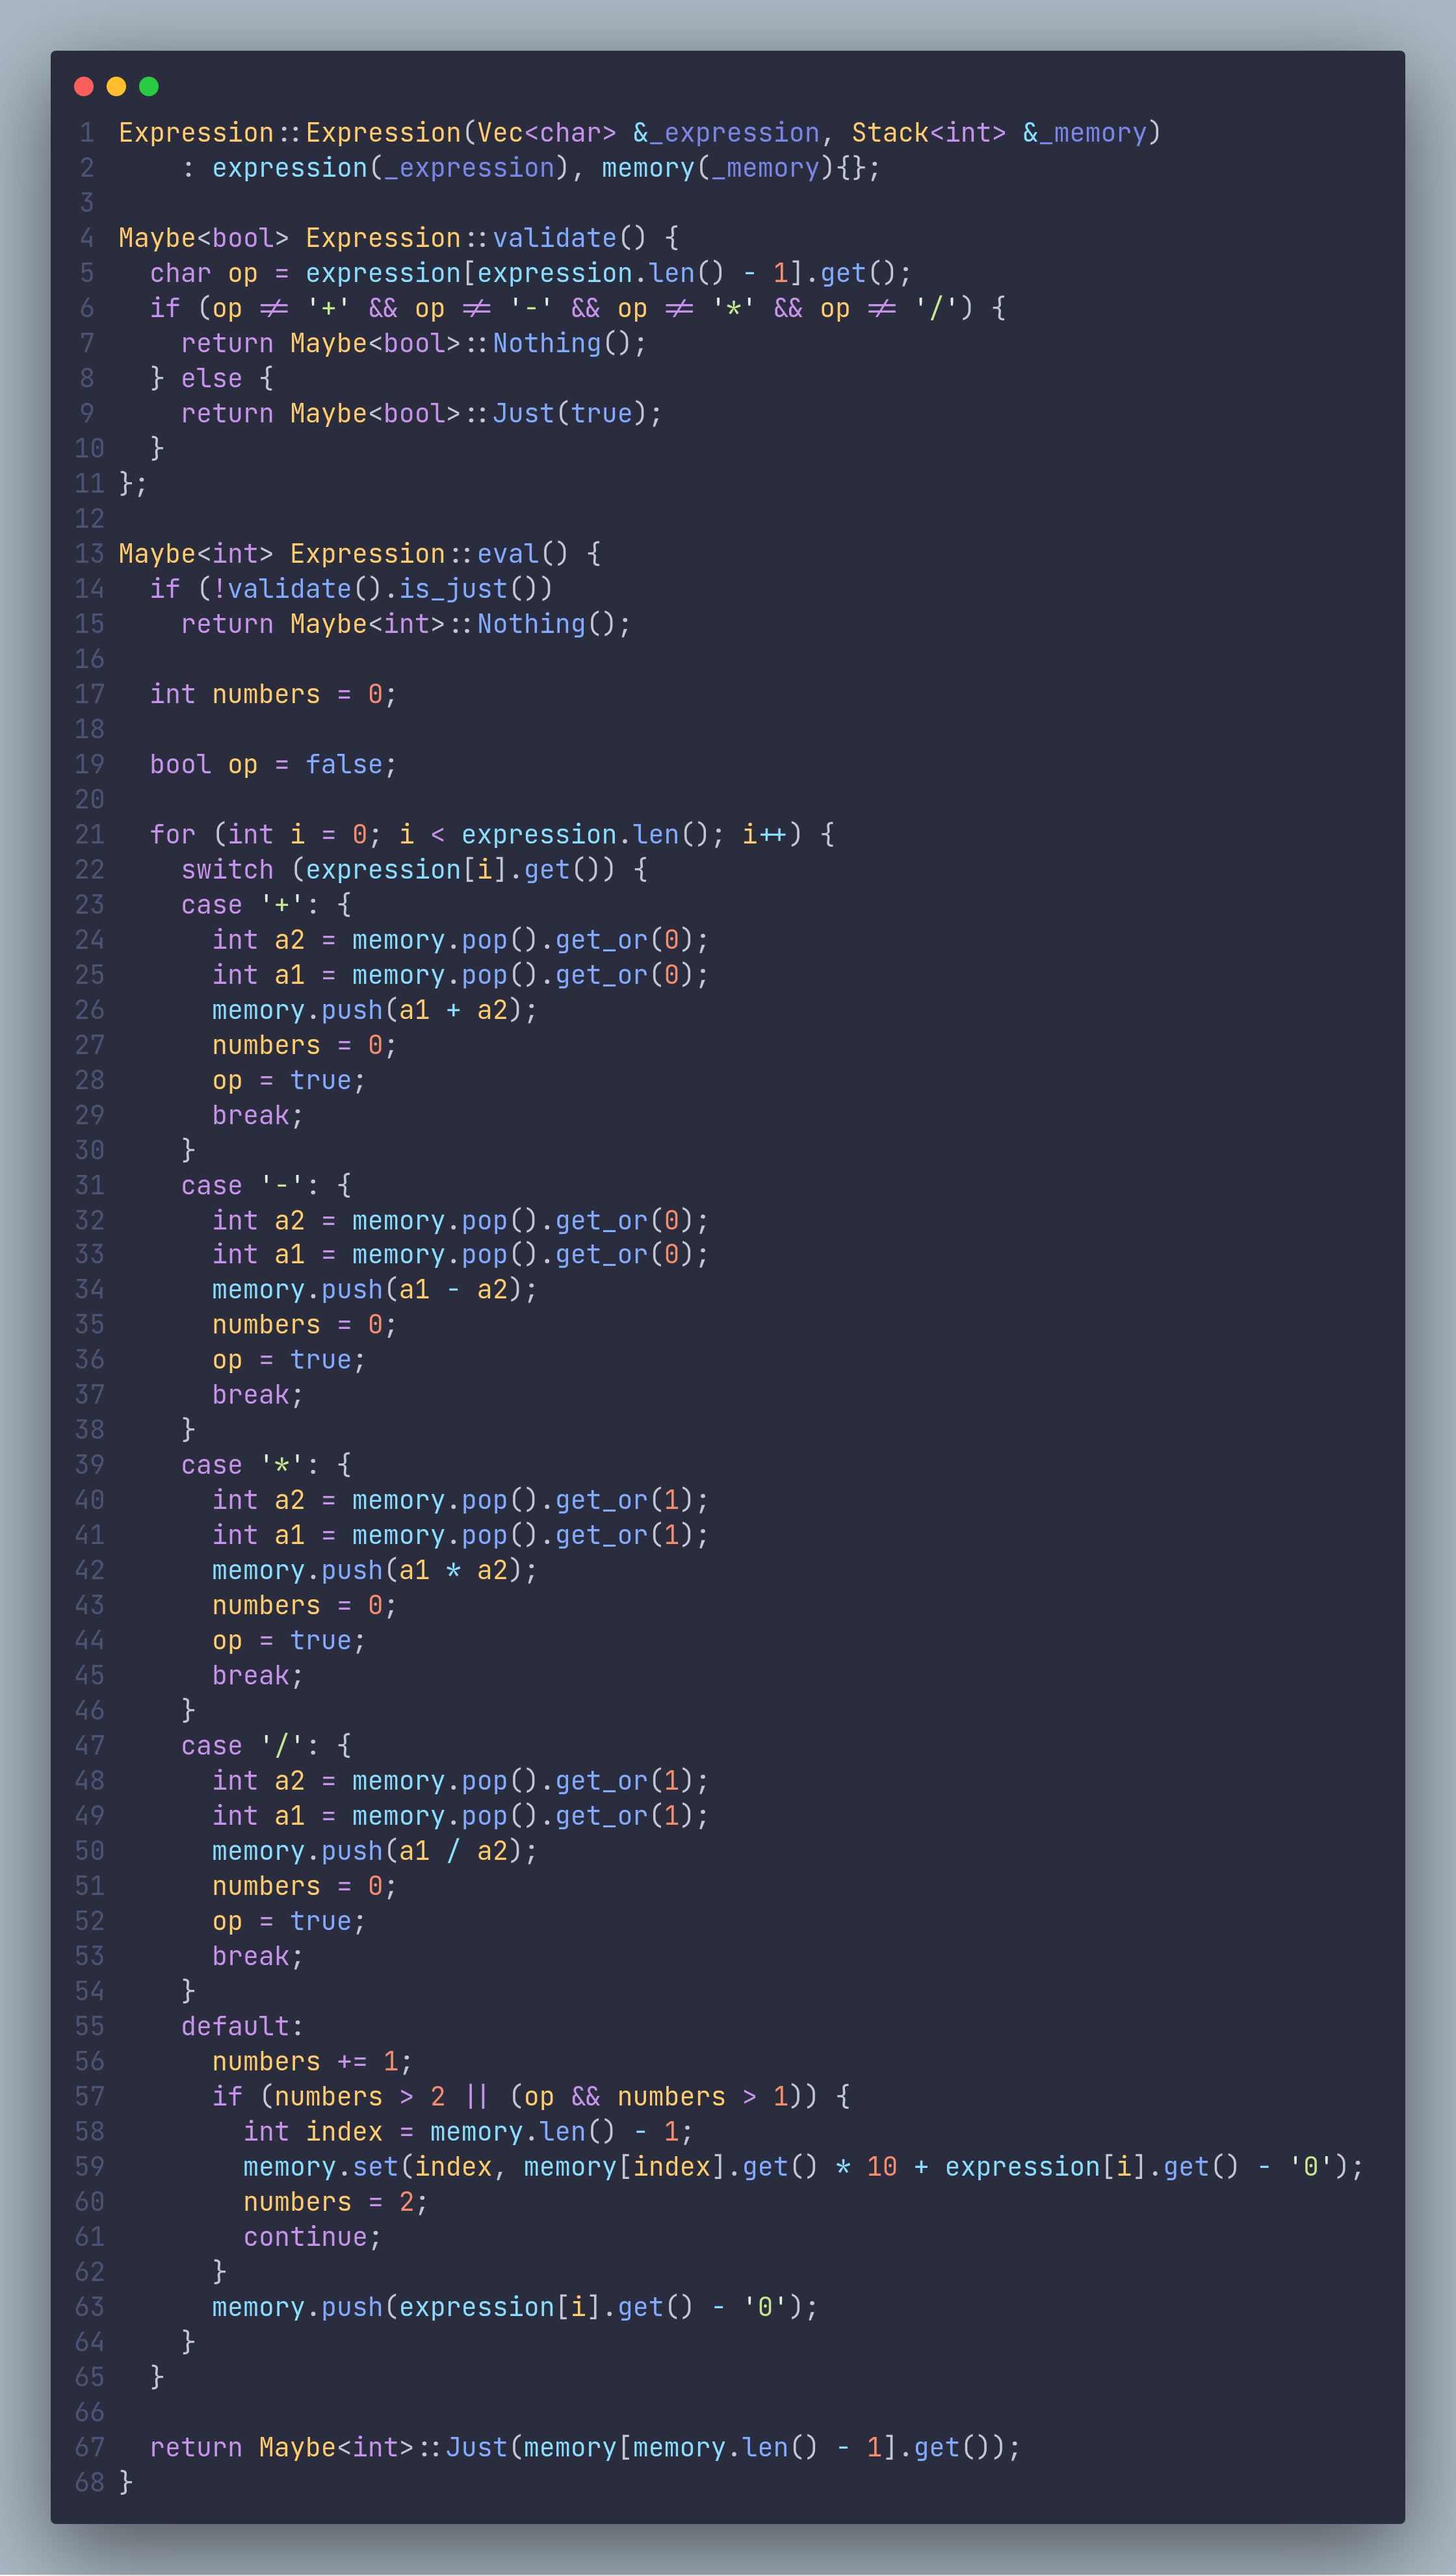 1 Expression::Expression(Vec<char> &_expression, Stack<int> &_memory)
2     : expression(_expression), memory(_memory){};
3
4 Maybe<bool> Expression::validate() {
5   char op = expression[expression.len() - 1].get();
6   if (op != '+' && op != '-' && op != '*' && op != '/') {
7     return Maybe<bool>::Nothing();
8   } else {
9     return Maybe<bool>::Just(true);
10   }
11 };
12
13 Maybe<int> Expression::eval() {
14   if (!validate().is_just())
15     return Maybe<int>::Nothing();
16
17   int numbers = 0;
18
19   bool op = false;
20
21   for (int i = 0; i < expression.len(); i++) {
22     switch (expression[i].get()) {
23     case '+': {
24       int a2 = memory.pop().get_or(0);
25       int a1 = memory.pop().get_or(0);
26       memory.push(a1 + a2);
27       numbers = 0;
28       op = true;
29       break;
30     }
31     case '-': {
32       int a2 = memory.pop().get_or(0);
33       int a1 = memory.pop().get_or(0);
34       memory.push(a1 - a2);
35       numbers = 0;
36       op = true;
37       break;
38     }
39     case '*': {
40       int a2 = memory.pop().get_or(1);
41       int a1 = memory.pop().get_or(1);
42       memory.push(a1 * a2);
43       numbers = 0;
44       op = true;
45       break;
46     }
47     case '/': {
48       int a2 = memory.pop().get_or(1);
49       int a1 = memory.pop().get_or(1);
50       memory.push(a1 / a2);
51       numbers = 0;
52       op = true;
53       break;
54     }
55     default:
56       numbers += 1;
57       if (numbers > 2 || (op && numbers > 1)) {
58         int index = memory.len() - 1;
59         memory.set(index, memory[index].get() * 10 + expression[i].get() - '0');
60         numbers = 2;
61         continue;
62       }
63       memory.push(expression[i].get() - '0');
64     }
65   }
66
67   return Maybe<int>::Just(memory[memory.len() - 1].get());
68 }